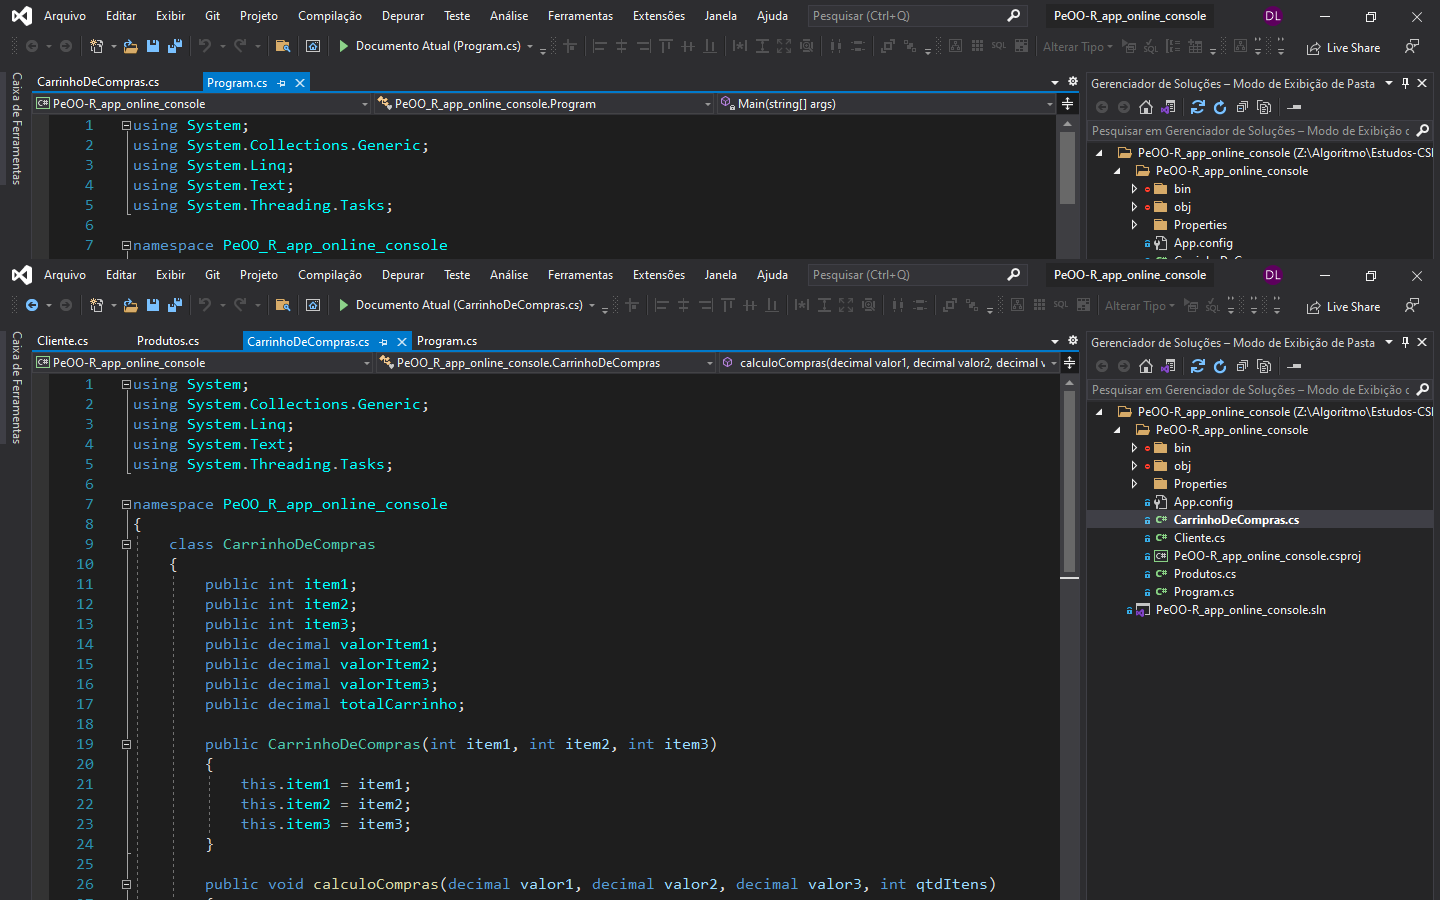 Arquivo Editar Exibir Git Projeto Compilação Depurar Teste Análise Ferramentas Extensões Janela Ajuda Pesquisar (Ctrl+Q) PeOO-R_app_online_console DL
Documento Atual (Program.cs) SQL Alterar Tipo Live Share
Caixa de Ferramentas
CarrinhoDeCompras.cs Program.cs
Gerenciador de Soluções – Modo de Exibição de Pasta
PeOO-R_app_online_console PeOO_R_app_online_console.Program Main(string[] args)
Pesquisar em Gerenciador de Soluções – Modo de Exibição
1 using System;
2 using System.Collections.Generic;
3 using System.Linq;
4 using System.Text;
5 using System.Threading.Tasks;
6
7 namespace PeOO_R_app_online_console
PeOO-R_app_online_console (Z:\Algoritmo\Estudos-CS
PeOO-R_app_online_console
bin
obj
Properties
App.config
Arquivo Editar Exibir Git Projeto Compilação Depurar Teste Análise Ferramentas Extensões Janela Ajuda Pesquisar (Ctrl+Q) PeOO-R_app_online_console DL
Documento Atual (CarrinhoDeCompras.cs) SQL Alterar Tipo Live Share
Caixa de Ferramentas
Cliente.cs Produtos.cs CarrinhoDeCompras.cs Program.cs
Gerenciador de Soluções – Modo de Exibição de Pasta
PeOO-R_app_online_console PeOO_R_app_online_console.CarrinhoDeCompras calculoCompras(decimal valor1, decimal valor2, decimal v
Pesquisar em Gerenciador de Soluções – Modo de Exibição
1 using System;
2 using System.Collections.Generic;
3 using System.Linq;
4 using System.Text;
5 using System.Threading.Tasks;
6
7 namespace PeOO_R_app_online_console
8 {
9 class CarrinhoDeCompras
10 {
11 public int item1;
12 public int item2;
13 public int item3;
14 public decimal valorItem1;
15 public decimal valorItem2;
16 public decimal valorItem3;
17 public decimal totalCarrinho;
18
19 public CarrinhoDeCompras(int item1, int item2, int item3)
20 {
21 this.item1 = item1;
22 this.item2 = item2;
23 this.item3 = item3;
24 }
25
26 public void calculoCompras(decimal valor1, decimal valor2, decimal valor3, int qtdItens)
PeOO-R_app_online_console (Z:\Algoritmo\Estudos-CS
PeOO-R_app_online_console
bin
obj
Properties
App.config
C# CarrinhoDeCompras.cs
C# Cliente.cs
C# PeOO-R_app_online_console.csproj
C# Produtos.cs
C# Program.cs
PeOO-R_app_online_console.sln